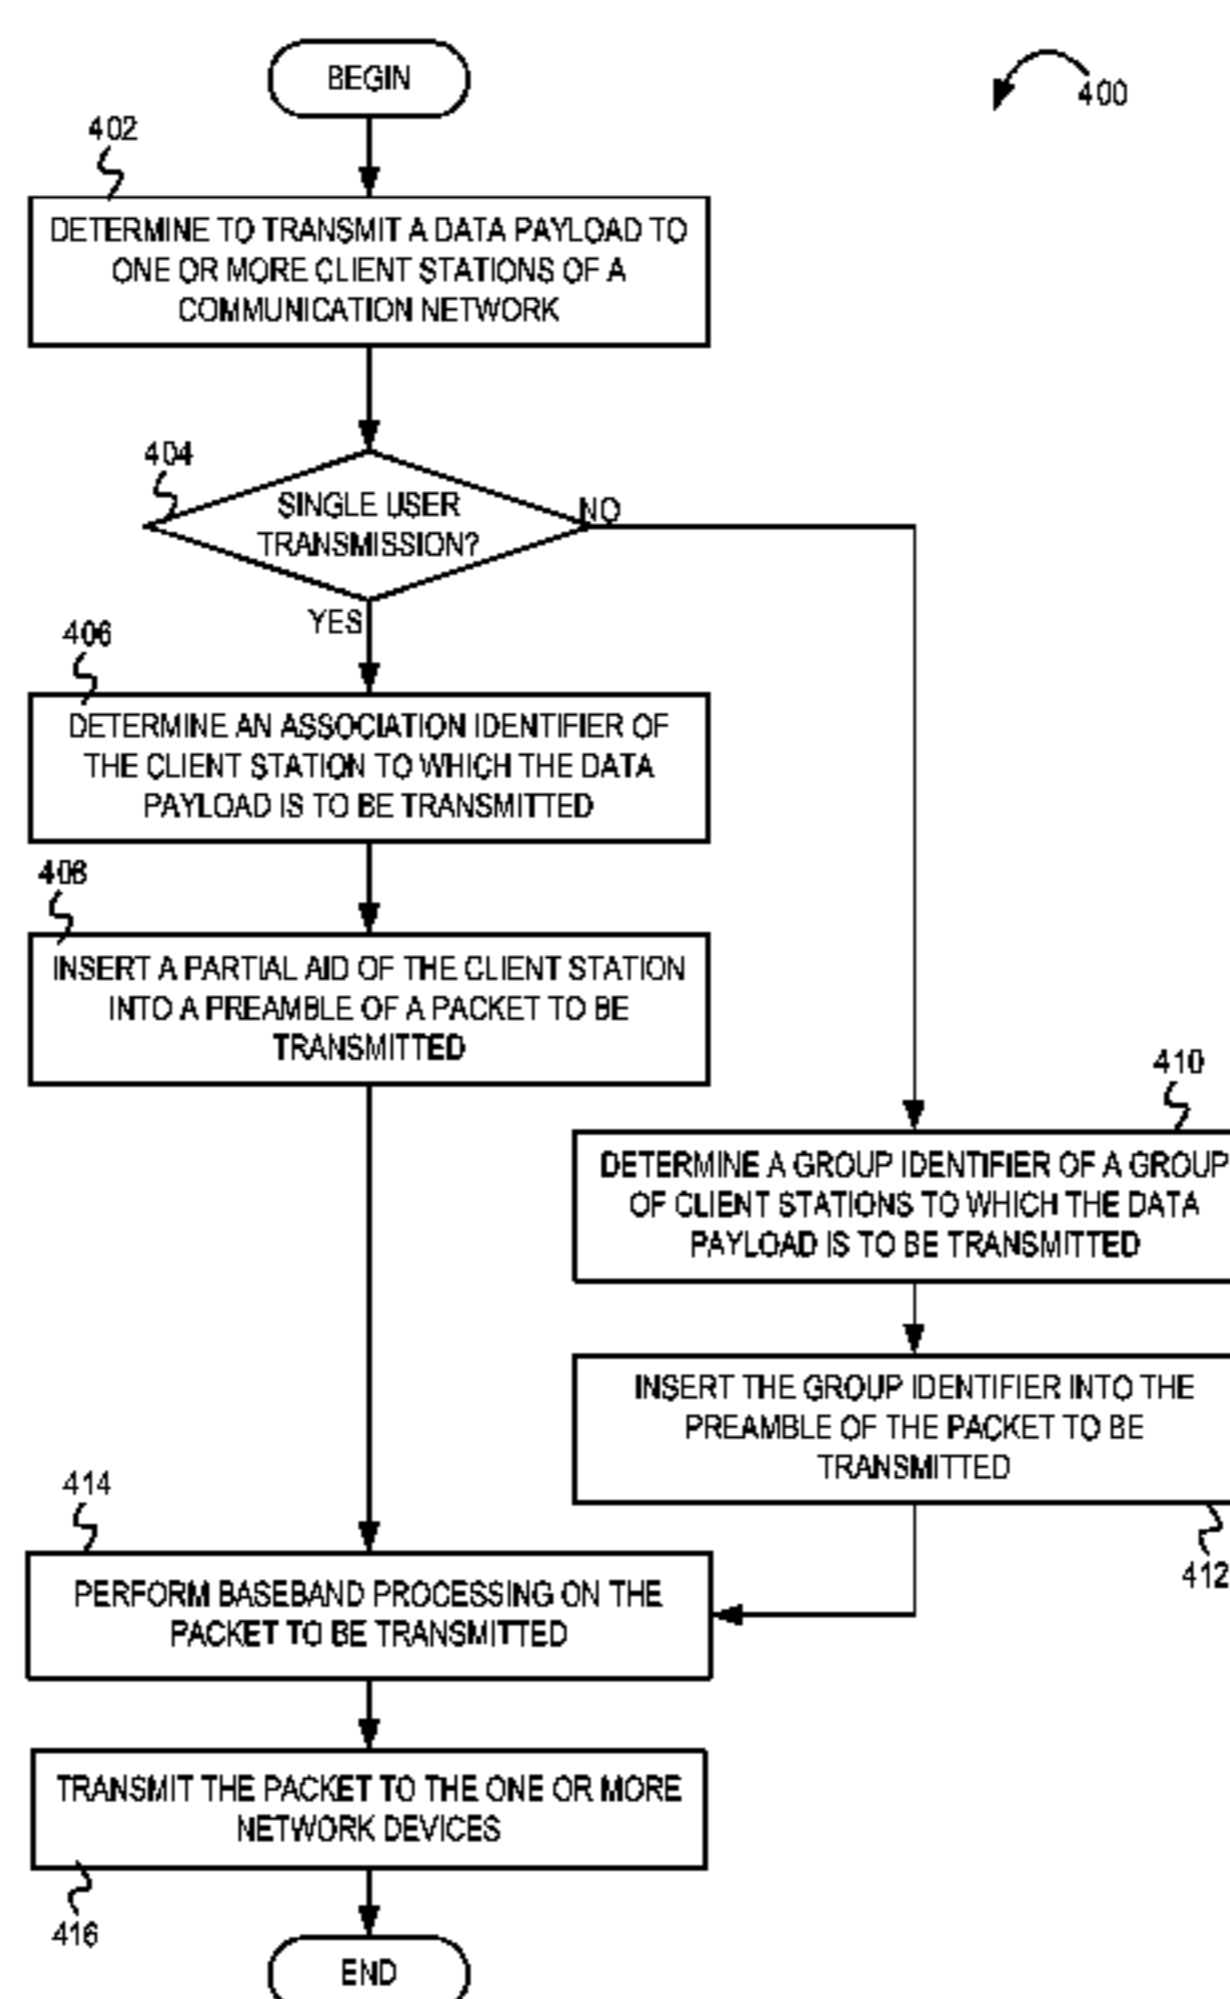 BEGIN
400
402
DETERMINE TO TRANSMIT A DATA PAYLOAD TO
ONE OR MORE CLIENT STATIONS OF A
COMMUNICATION NETWORK
404
SINGLE USER
TRANSMISSION?
NO
YES
406
DETERMINE AN ASSOCIATION IDENTIFIER OF
THE CLIENT STATION TO WHICH THE DATA
PAYLOAD IS TO BE TRANSMITTED
408
INSERT A PARTIAL AID OF THE CLIENT STATION
INTO A PREAMBLE OF A PACKET TO BE
TRANSMITTED
410
DETERMINE A GROUP IDENTIFIER OF A GROUP
OF CLIENT STATIONS TO WHICH THE DATA
PAYLOAD IS TO BE TRANSMITTED
INSERT THE GROUP IDENTIFIER INTO THE
PREAMBLE OF THE PACKET TO BE
TRANSMITTED
412
414
PERFORM BASEBAND PROCESSING ON THE
PACKET TO BE TRANSMITTED
TRANSMIT THE PACKET TO THE ONE OR MORE
NETWORK DEVICES
416
END